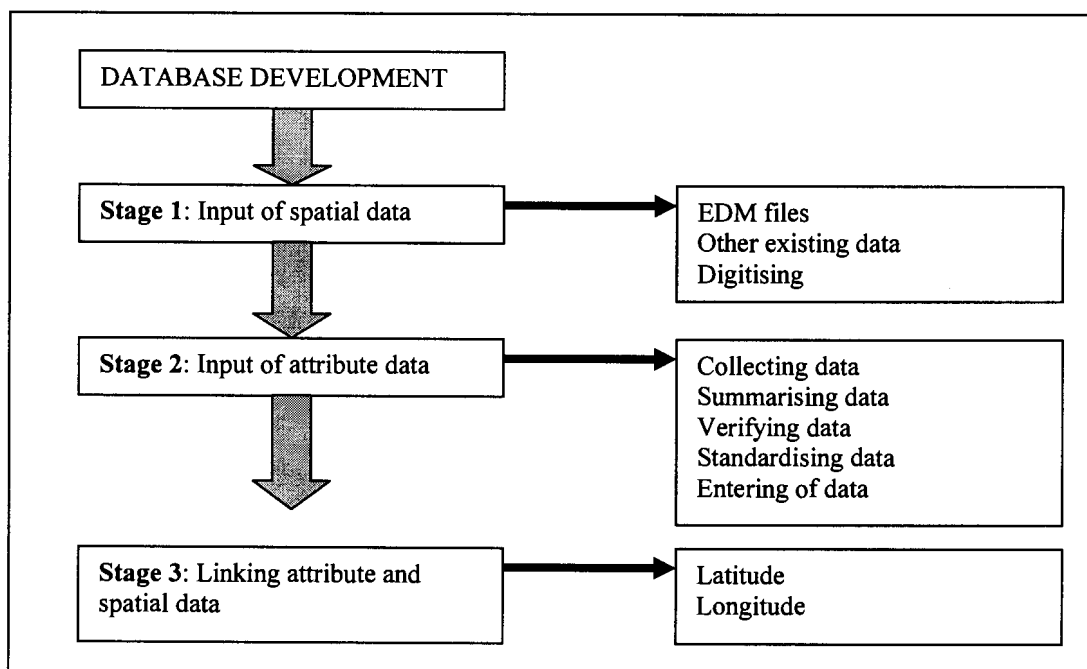 DATABASE DEVELOPMENT
Stage 1: Input of spatial data
EDM files
Other existing data
Digitising
Stage 2: Input of attribute data
Collecting data
Summarising data
Verifying data
Standardising data
Entering of data
Stage 3: Linking attribute and
spatial data
Latitude
Longitude